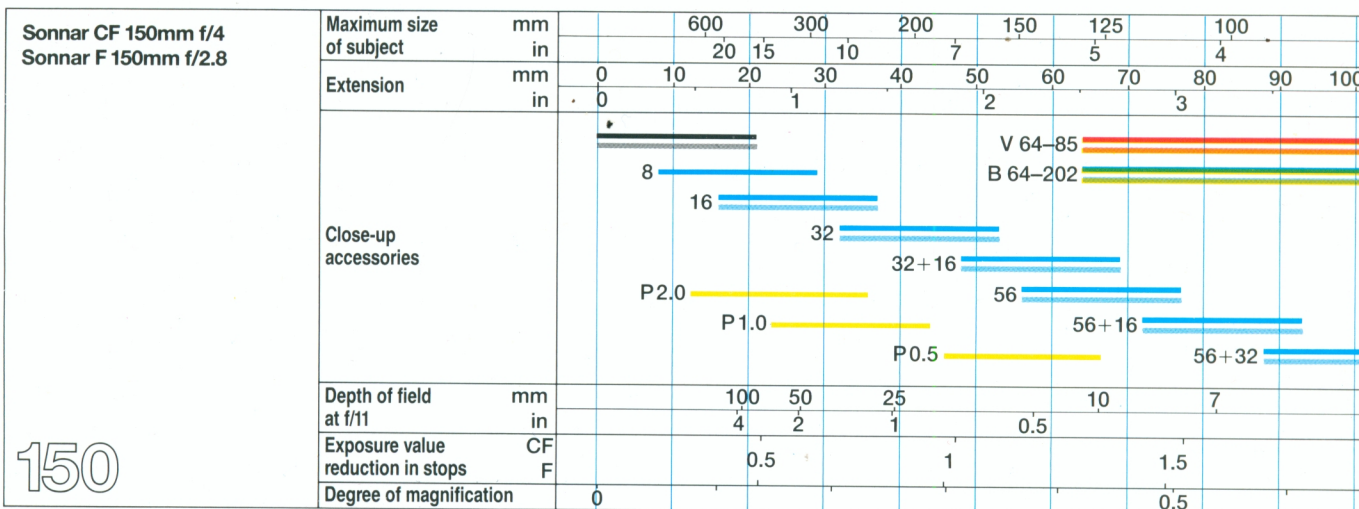 Sonnar CF 150mm f/4
Sonnar F 150mm f/2.8
150
Maximum size mm 600 300 200 150 125 100
of subject in 20 15 10 7 5 4
Extension mm 0 10 20 30 40 50 60 70 80 90 100
in 0 1 2 3
Close-up
accessories
V 64–85
8 B 64–202
16
32
32+16
P 2.0 56
P 1.0 56+16
P 0.5 56+32
Depth of field mm 100 50 25 10 7
at f/11 in 4 2 1 0.5
Exposure value CF
reduction in stops F 0.5 1 1.5
Degree of magnification 0 0.5